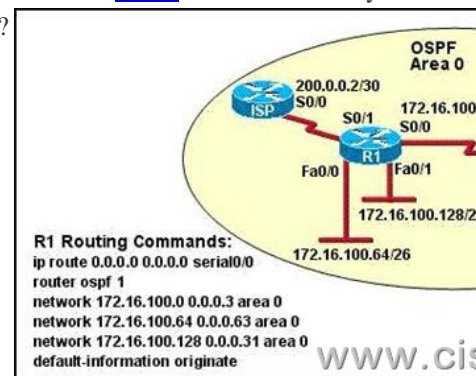 ?
OSPF
Area 0
200.0.0.2/30
S0/0
ISP
S0/1
172.16.100
S0/0
R1
Fa0/0
Fa0/1
172.16.100.128/2
172.16.100.64/26
R1 Routing Commands:
ip route 0.0.0.0 0.0.0.0 serial0/0
router ospf 1
network 172.16.100.0 0.0.0.3 area 0
network 172.16.100.64 0.0.0.63 area 0
network 172.16.100.128 0.0.0.31 area 0
default-information originate
www.cis